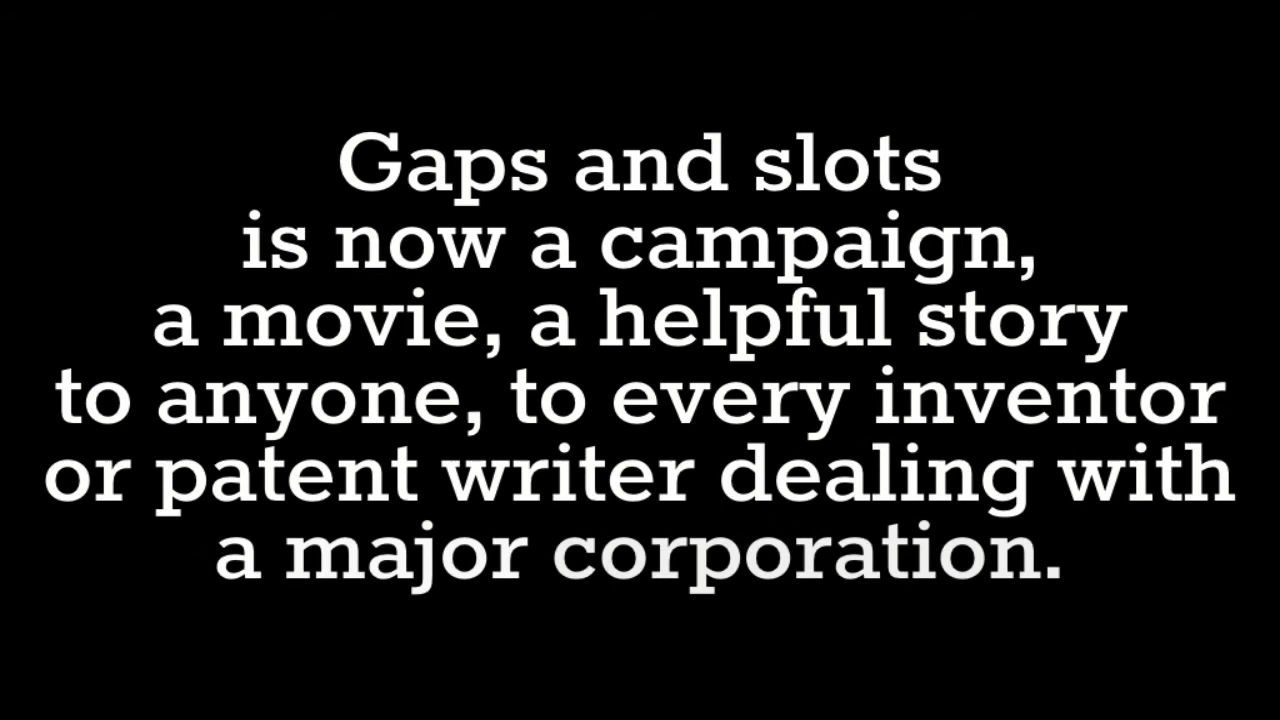 Gaps and slots
is now a campaign,
a movie, a helpful story
to anyone, to every inventor
or patent writer dealing with
a major corporation.